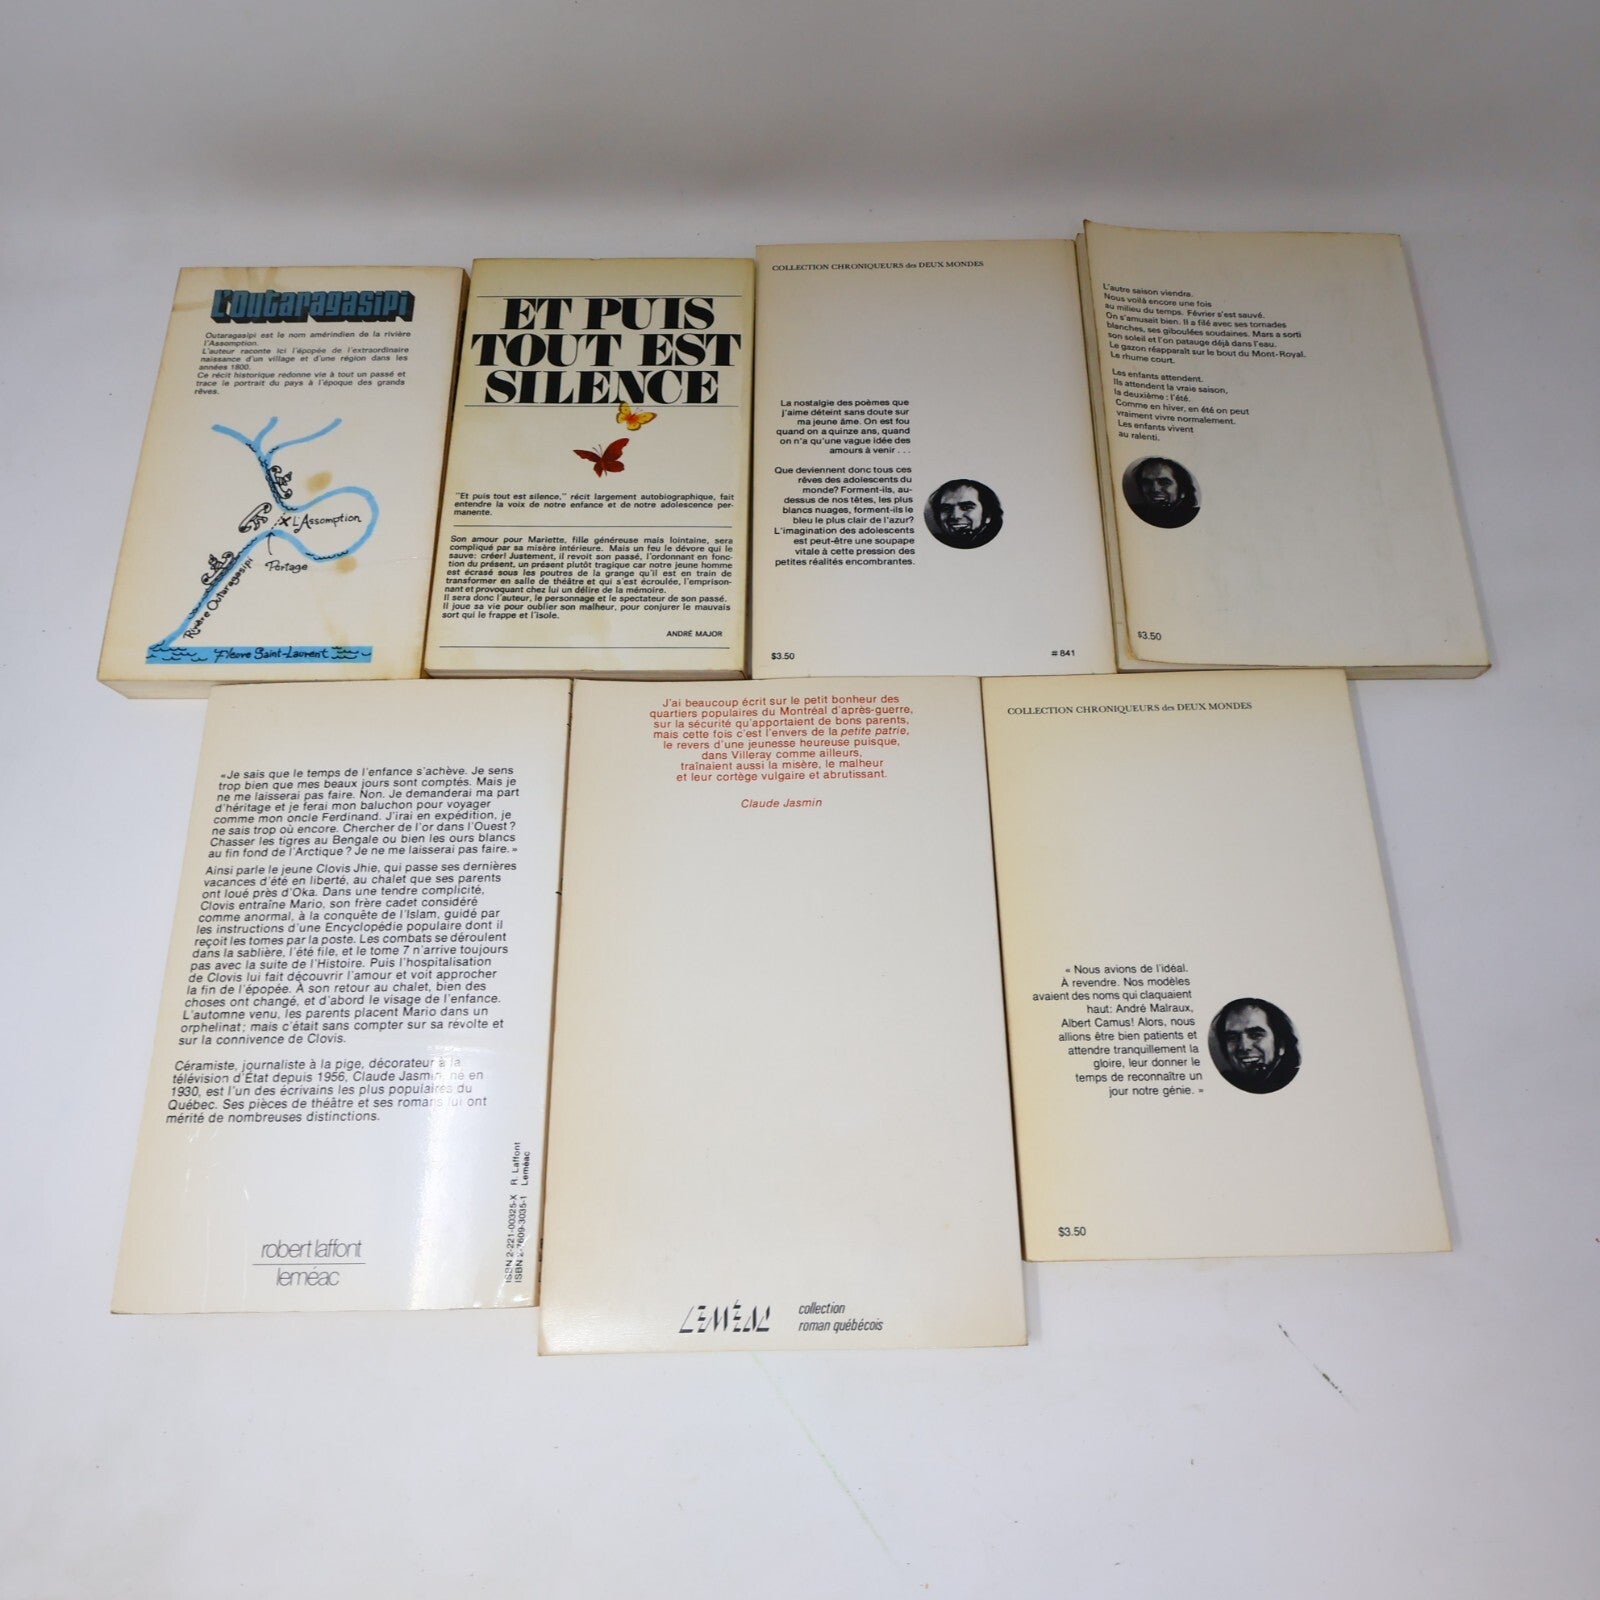 L'Outaragasipi
Outaragasipi est le nom amérindien de la rivière
l'Assomption.
L'auteur raconte ici l'épopée de l'extraordinaire
naissance d'un village et d'une région dans les
années 1800.
Ce récit historique redonne vie à tout un passé et
trace le portrait du pays à l'époque des grands
rêves.
L'Assomption
Portage
Rivière Outaragasipi
Fleuve Saint-Laurent
ET PUIS
TOUT EST
SILENCE
"Et puis tout est silence," récit largement autobiographique, fait
entendre la voix de notre enfance et de notre adolescence per-
manente.
Son amour pour Mariette, fille généreuse mais lointaine, sera
compliqué par sa misère intérieure. Mais un feu le dévore qui le
sauve: créer! Justement, il revoit son passé, l'ordonnant en fonc-
tion du présent, un présent plutôt tragique car notre jeune homme
est écrasé sous les poutres de la grange qu'il est en train de
transformer en salle de théâtre et qui s'est écroulée, l'emprison-
nant et provoquant chez lui un délire de la mémoire.
Il sera donc l'auteur, le personnage et le spectateur de son passé.
Il joue sa vie pour oublier son malheur, pour conjurer le mauvais
sort qui le frappe et l'isole.
ANDRÉ MAJOR
COLLECTION CHRONIQUEURS des DEUX MONDES
La nostalgie des poèmes que
j'aime déteint sans doute sur
ma jeune âme. On est fou
quand on a quinze ans, quand
on n'a qu'une vague idée des
amours à venir . . .
Que deviennent donc tous ces
rêves des adolescents du
monde? Forment-ils, au-
dessus de nos têtes, les plus
blancs nuages, forment-ils le
bleu le plus clair de l'azur?
L'imagination des adolescents
est peut-être une soupape
vitale à cette pression des
petites réalités encombrantes.
$3.50
# 841
L'autre saison viendra.
Nous voilà encore une fois
au milieu du temps. Février s'est sauvé.
On s'amusait bien. Il a filé avec ses tornades
blanches, ses giboulées soudaines. Mars a sorti
son soleil et l'on patauge déjà dans l'eau.
Le gazon réapparaît sur le bout du Mont-Royal.
Le rhume court.
Les enfants attendent.
Ils attendent la vraie saison,
la deuxième : l'été.
Comme en hiver, en été on peut
vraiment vivre normalement.
Les enfants vivent
au ralenti.
$3.50
«Je sais que le temps de l'enfance s'achève. Je sens
trop bien que mes beaux jours sont comptés. Mais je
ne me laisserai pas faire. Non. Je demanderai ma part
d'héritage et je ferai mon baluchon pour voyager
comme mon oncle Ferdinand. J'irai en expédition, je
ne sais trop où encore. Chercher de l'or dans l'Ouest ?
Chasser les tigres au Bengale ou bien les ours blancs
au fin fond de l'Arctique ? Je ne me laisserai pas faire. »
Ainsi parle le jeune Clovis Jhie, qui passe ses dernières
vacances d'été en liberté, au chalet que ses parents
ont loué près d'Oka. Dans une tendre complicité,
Clovis entraîne Mario, son frère cadet considéré
comme anormal, à la conquête de l'Islam, guidé par
les instructions d'une Encyclopédie populaire dont il
reçoit les tomes par la poste. Les combats se déroulent
dans la sablière, l'été file, et le tome 7 n'arrive toujours
pas avec la suite de l'Histoire. Puis l'hospitalisation
de Clovis lui fait découvrir l'amour et voit approcher
la fin de l'épopée. À son retour au chalet, bien des
choses ont changé, et d'abord le visage de l'enfance.
L'automne venu, les parents placent Mario dans un
orphelinat ; mais c'était sans compter sur sa révolte et
sur la connivence de Clovis.
Céramiste, journaliste à la pige, décorateur à la
télévision d'État depuis 1956, Claude Jasmin, né en
1930, est l'un des écrivains les plus populaires du
Québec. Ses pièces de théâtre et ses romans lui ont
mérité de nombreuses distinctions.
ISBN 2-221-00325-X R. Laffont
ISBN 2-7609-3035-1 Leméac
robert laffont
leméac
J'ai beaucoup écrit sur le petit bonheur des
quartiers populaires du Montréal d'après-guerre,
sur la sécurité qu'apportaient de bons parents,
mais cette fois c'est l'envers de la petite patrie,
le revers d'une jeunesse heureuse puisque,
dans Villeray comme ailleurs,
traînaient aussi la misère, le malheur
et leur cortège vulgaire et abrutissant.
Claude Jasmin
LEMÉAC
collection
roman québécois
COLLECTION CHRONIQUEURS des DEUX MONDES
« Nous avions de l'idéal.
À revendre. Nos modèles
avaient des noms qui claquaient
haut: André Malraux,
Albert Camus! Alors, nous
allions être bien patients et
attendre tranquillement la
gloire, leur donner le
temps de reconnaître un
jour notre génie. »
$3.50